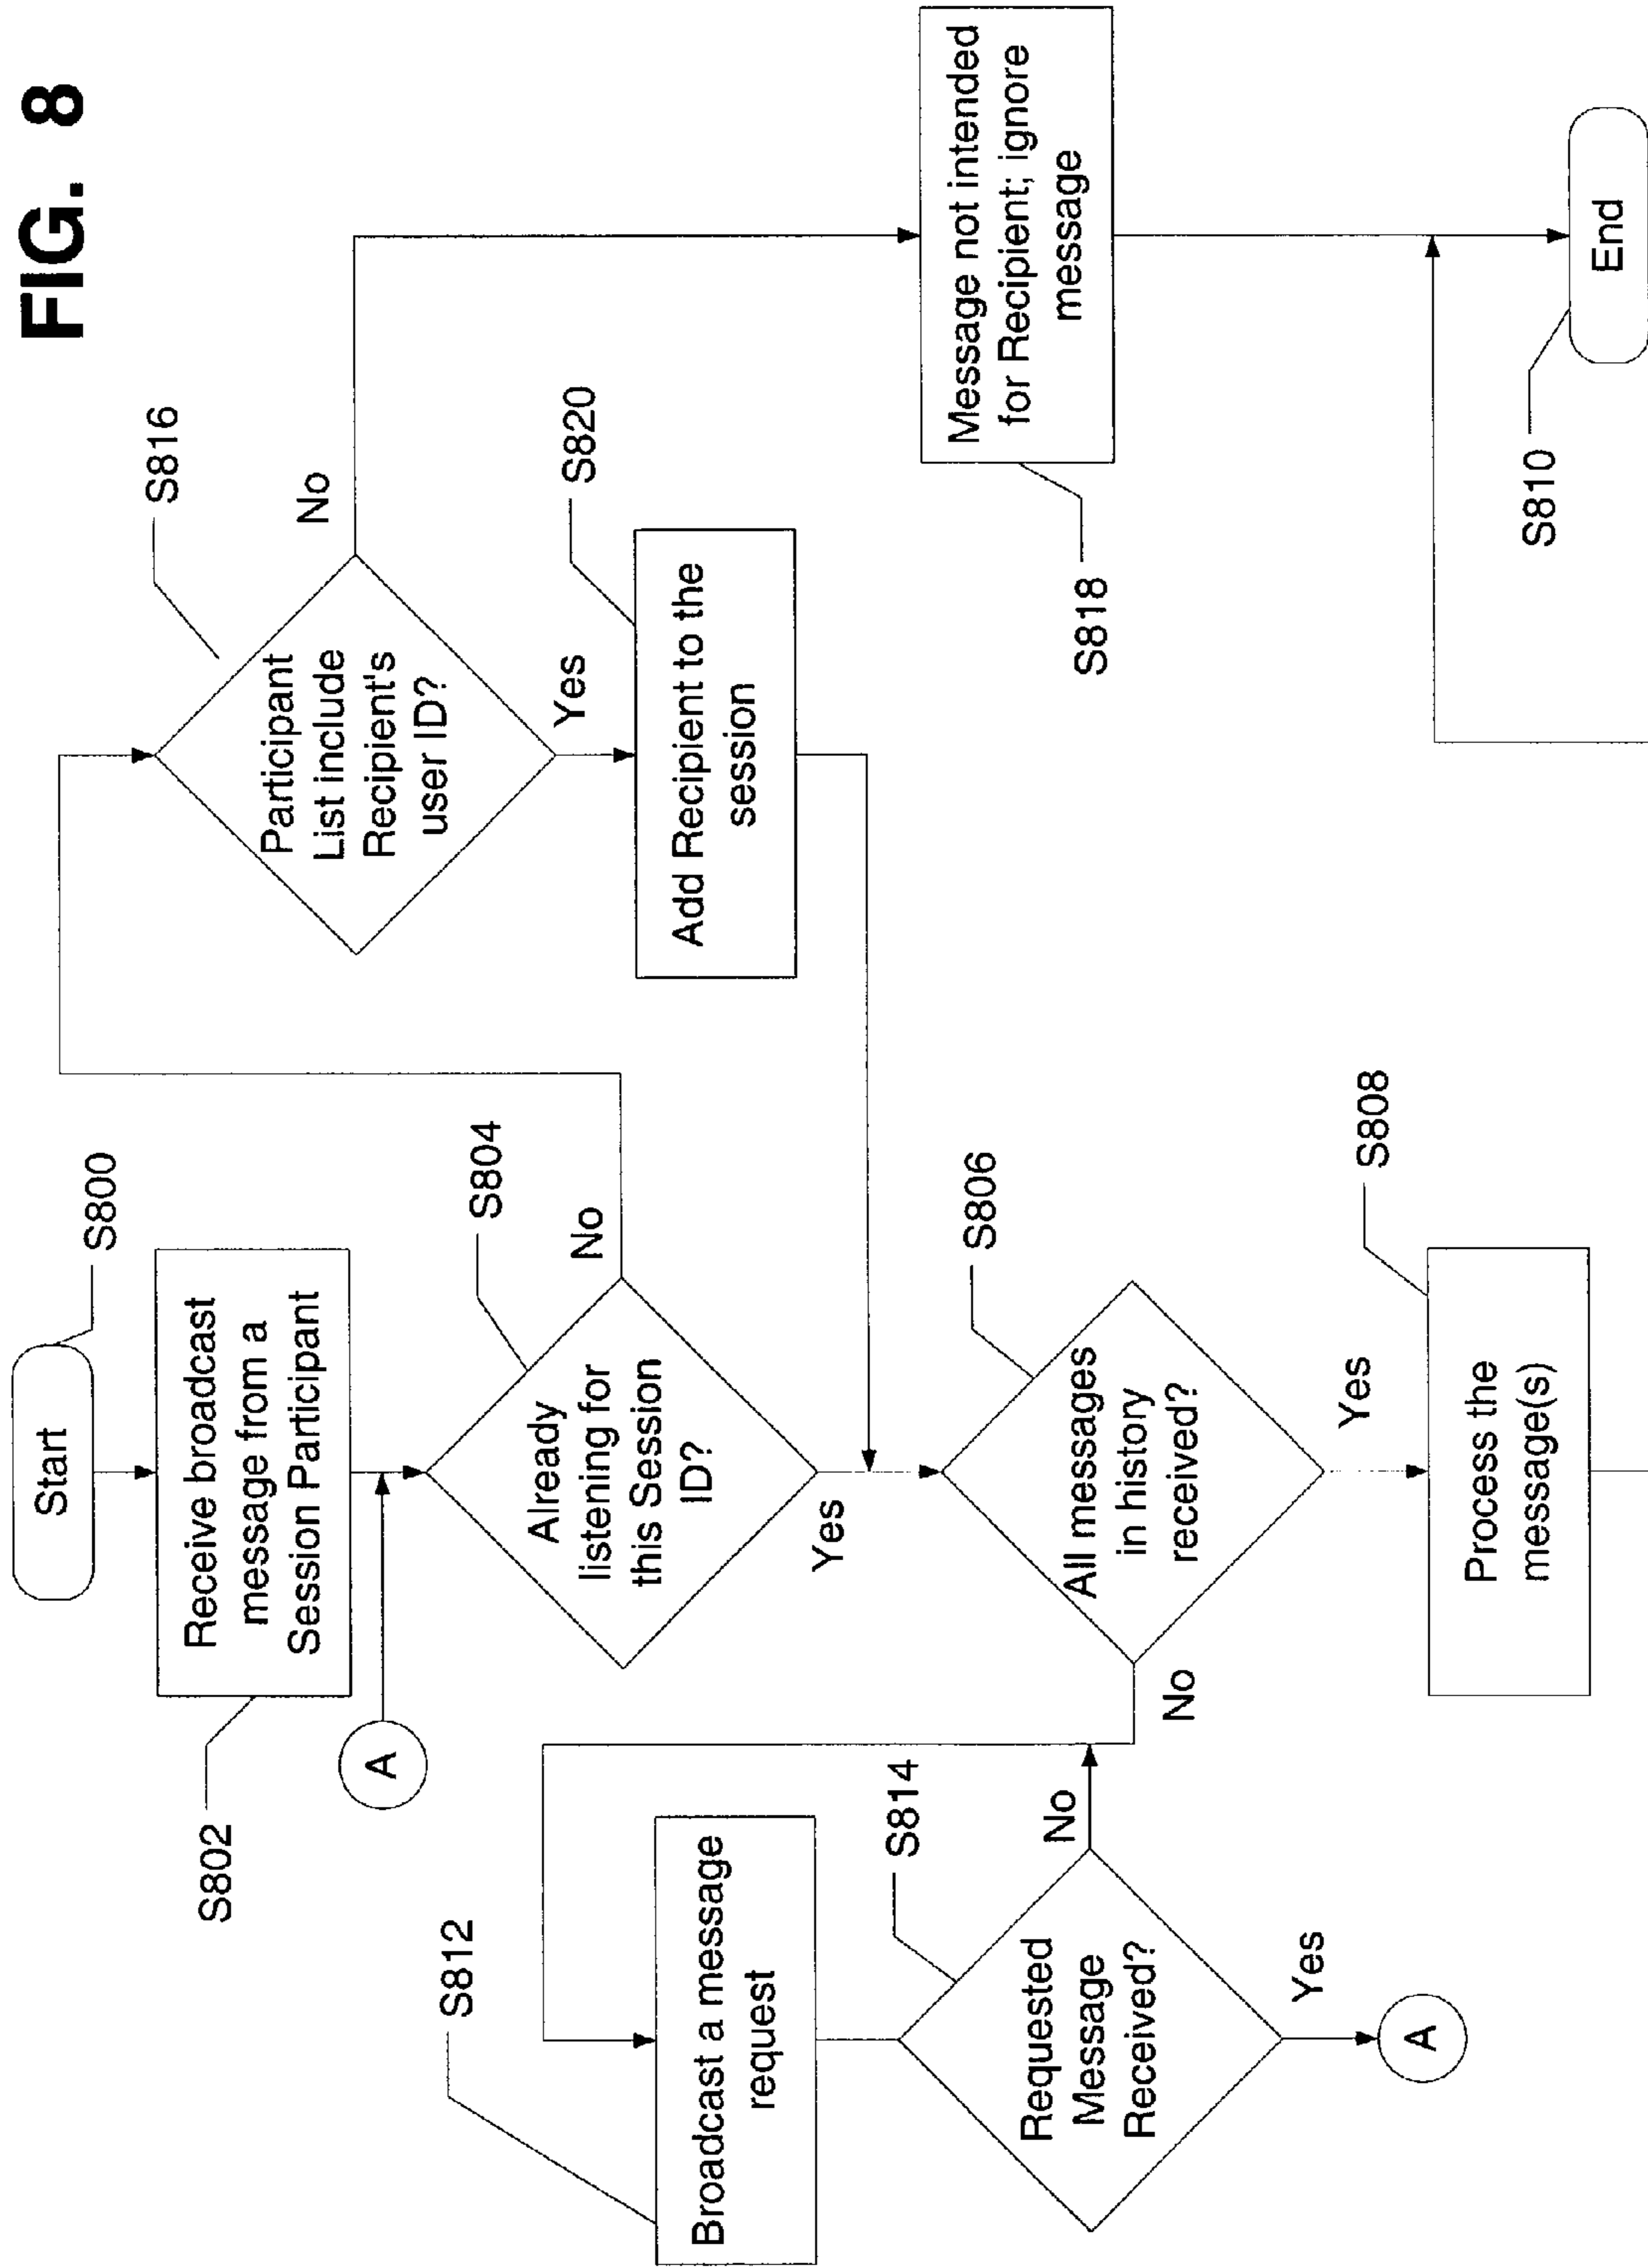 FIG. 8
Start
S800
Receive broadcast
message from a
Session Participant
S802
A
Already
listening for
this Session
ID?
S804
No
Yes
Participant
List include
Recipient's
user ID?
S816
No
Yes
Add Recipient to the
session
S820
Message not intended
for Recipient; ignore
message
S818
All messages
in history
received?
S806
No
Yes
Broadcast a message
request
S812
Requested
Message
Received?
S814
No
Yes
A
Process the
message(s)
S808
End
S810